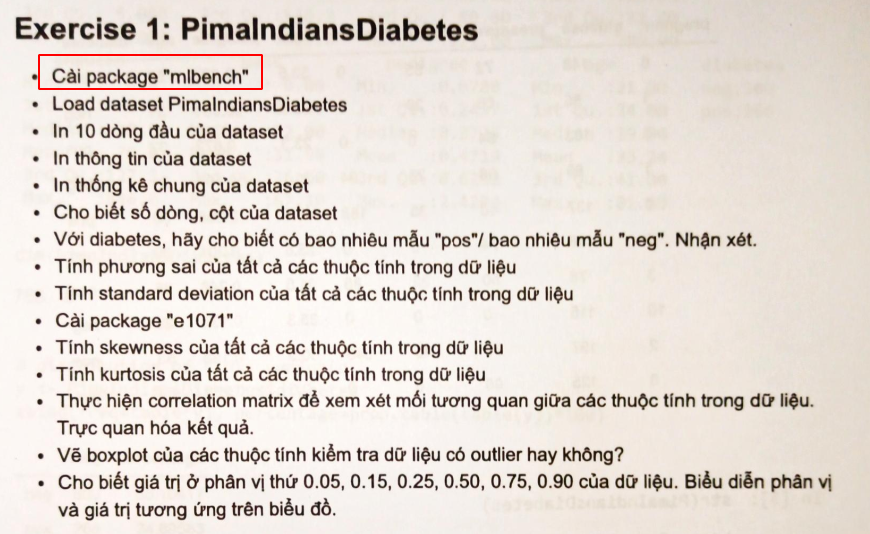 Exercise 1: PimaIndiansDiabetes
• Cài package "mlbench"
• Load dataset PimaIndiansDiabetes
• In 10 dòng đầu của dataset
• In thông tin của dataset
• In thống kê chung của dataset
• Cho biết số dòng, cột của dataset
• Với diabetes, hãy cho biết có bao nhiêu mẫu "pos"/ bao nhiêu mẫu "neg". Nhận xét.
• Tính phương sai của tất cả các thuộc tính trong dữ liệu
• Tính standard deviation của tất cả các thuộc tính trong dữ liệu
• Cài package "e1071"
• Tính skewness của tất cả các thuộc tính trong dữ liệu
• Tính kurtosis của tất cả các thuộc tính trong dữ liệu
• Thực hiện correlation matrix để xem xét mối tương quan giữa các thuộc tính trong dữ liệu.
Trực quan hóa kết quả.
• Vẽ boxplot của các thuộc tính kiểm tra dữ liệu có outlier hay không?
• Cho biết giá trị ở phân vị thứ 0.05, 0.15, 0.25, 0.50, 0.75, 0.90 của dữ liệu. Biểu diễn phân vị
và giá trị tương ứng trên biểu đồ.